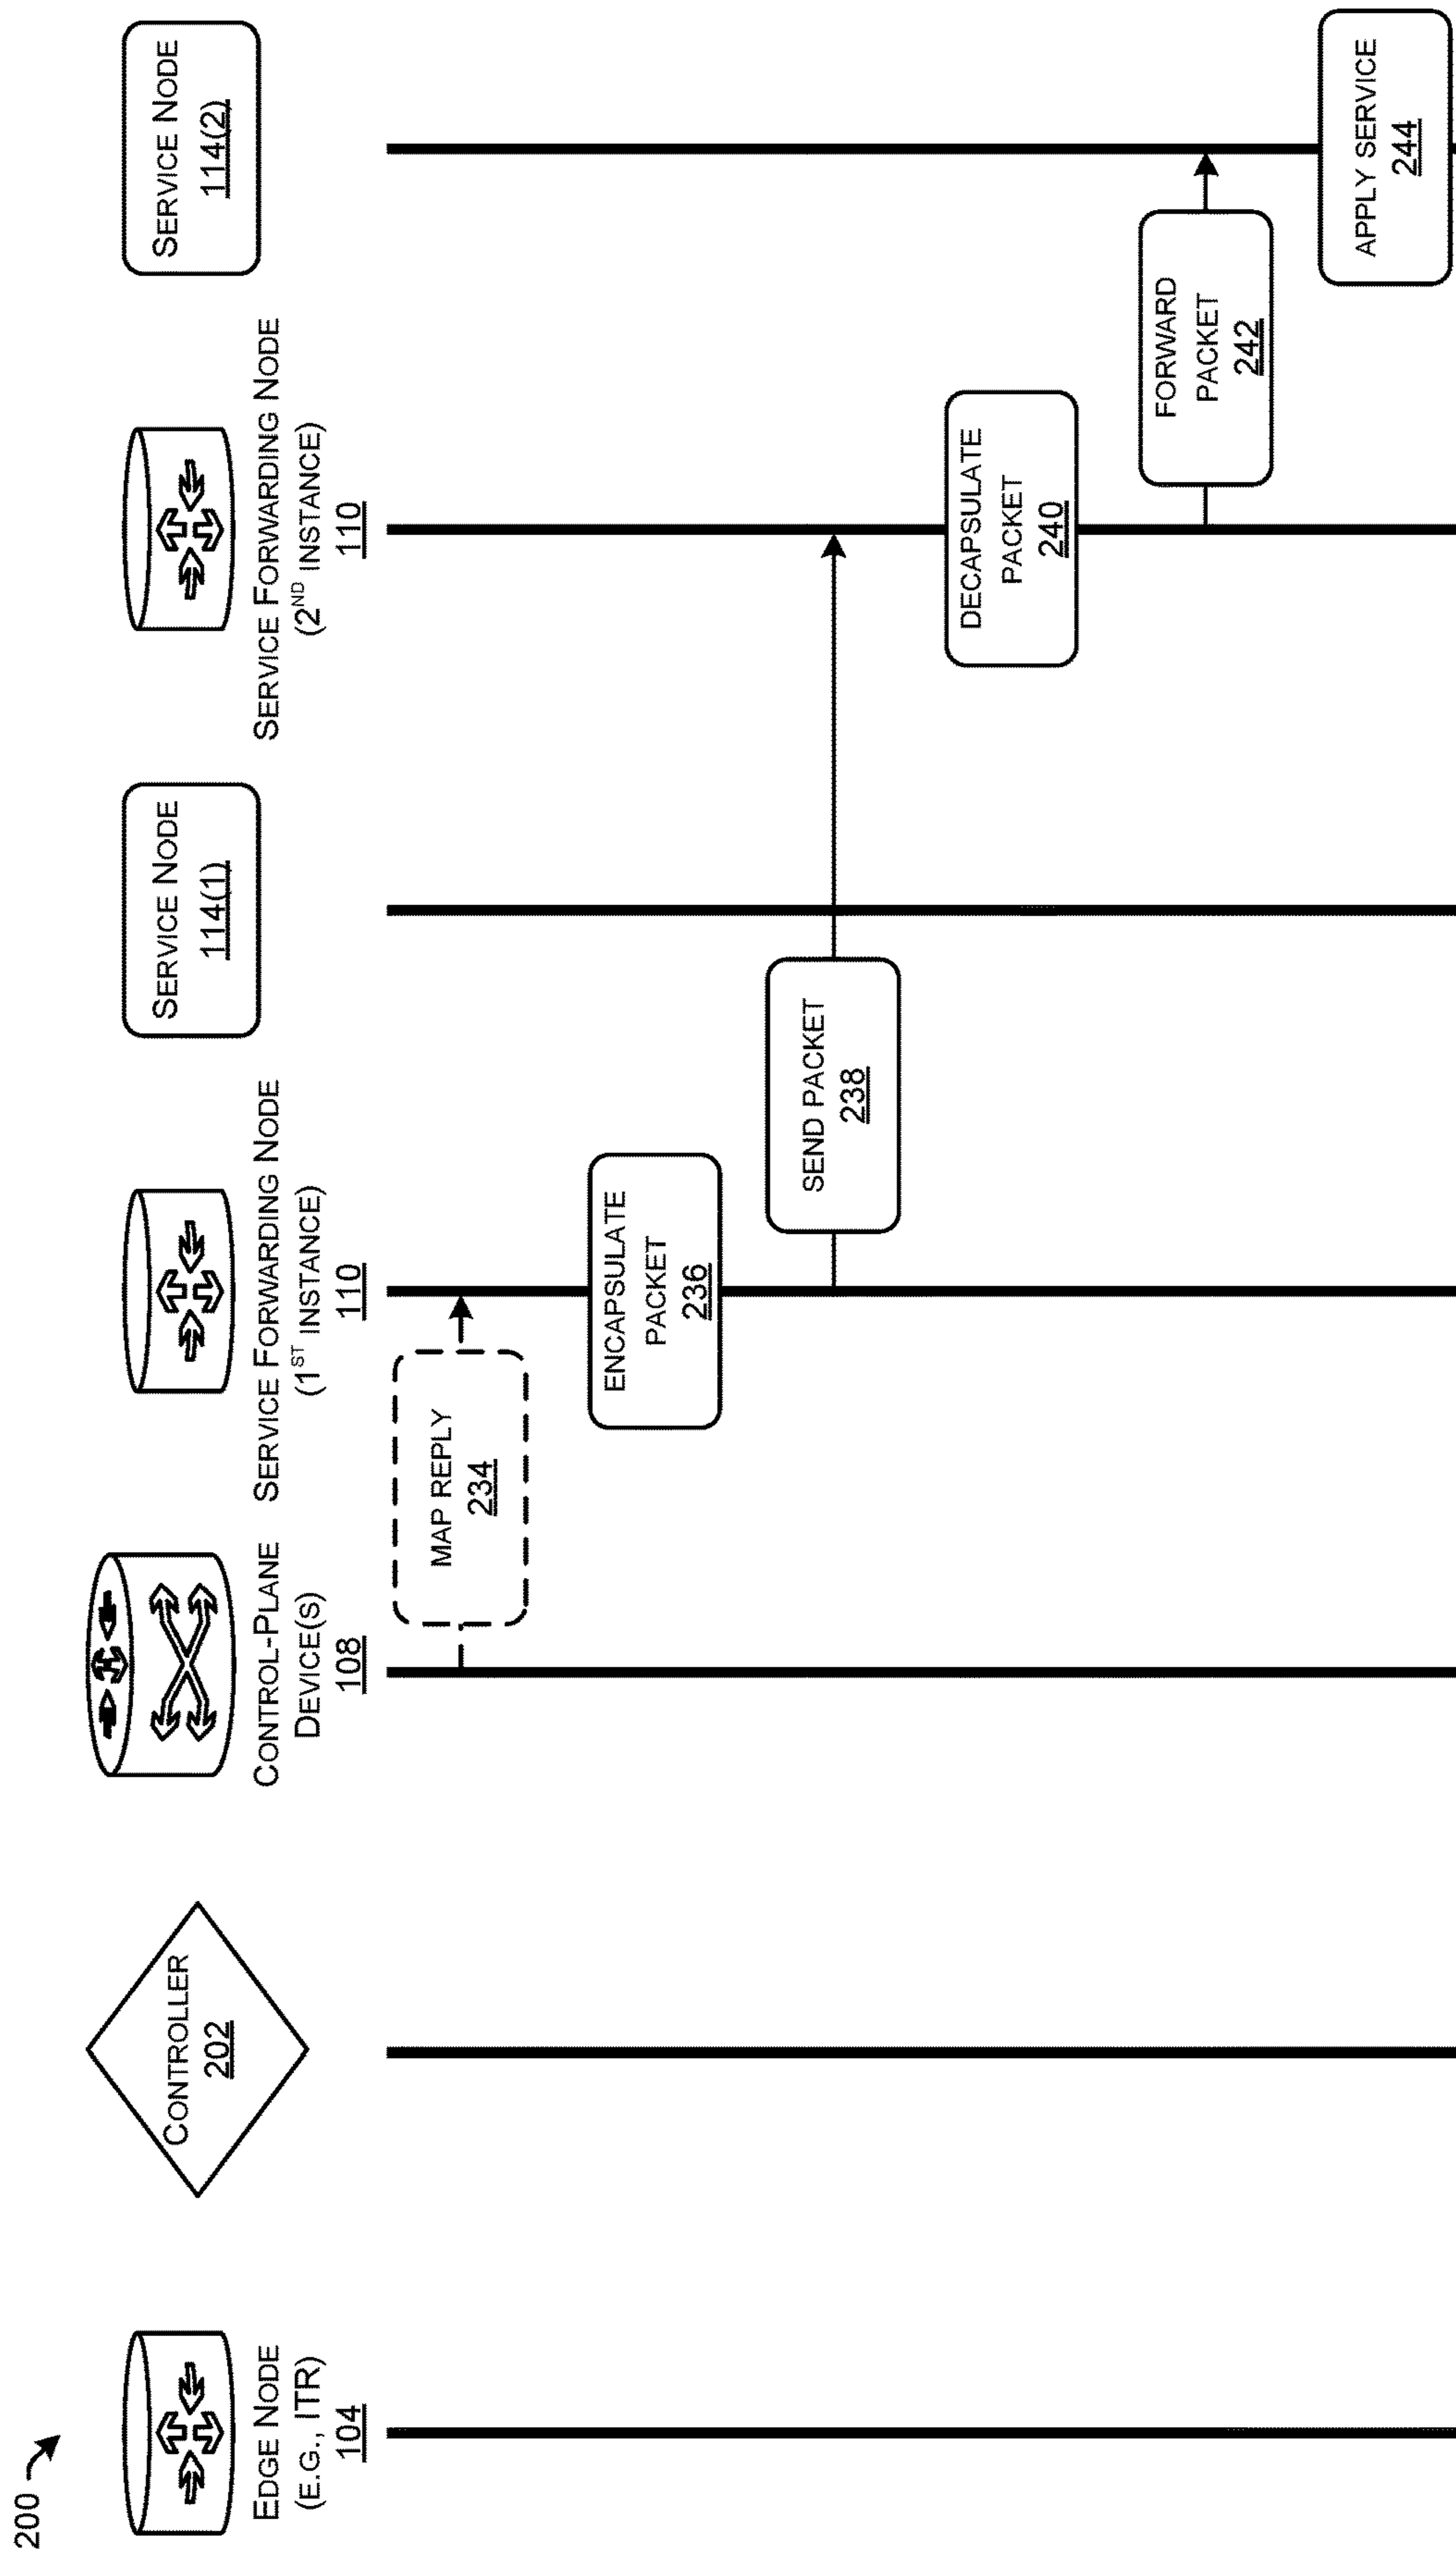 200
EDGE NODE
(E.G., ITR)
104
CONTROLLER
202
CONTROL-PLANE
DEVICE(S)
108
SERVICE FORWARDING NODE
(1ST INSTANCE)
110
SERVICE NODE
114(1)
SERVICE FORWARDING NODE
(2ND INSTANCE)
110
SERVICE NODE
114(2)
MAP REPLY
234
ENCAPSULATE
PACKET
236
SEND PACKET
238
DECAPSULATE
PACKET
240
FORWARD
PACKET
242
APPLY SERVICE
244